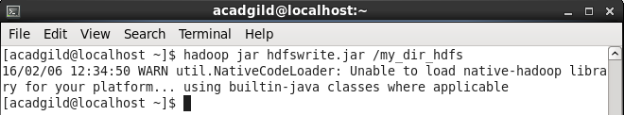 acadgild@localhost:~
File Edit View Search Terminal Help
[acadgild@localhost ~]$ hadoop jar hdfswrite.jar /my_dir_hdfs
16/02/06 12:34:50 WARN util.NativeCodeLoader: Unable to load native-hadoop libra
ry for your platform... using builtin-java classes where applicable
[acadgild@localhost ~]$